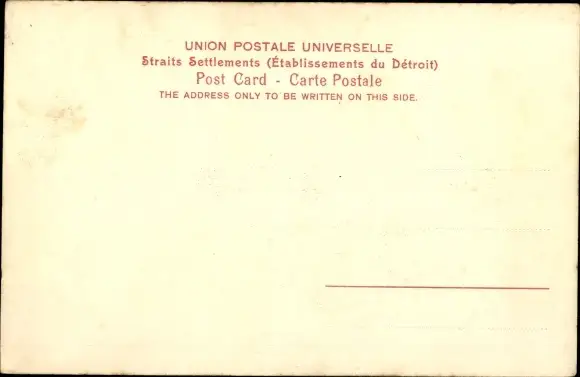 UNION POSTALE UNIVERSELLE
Straits Settlements (Établissements du Détroit)
Post Card - Carte Postale
THE ADDRESS ONLY TO BE WRITTEN ON THIS SIDE.